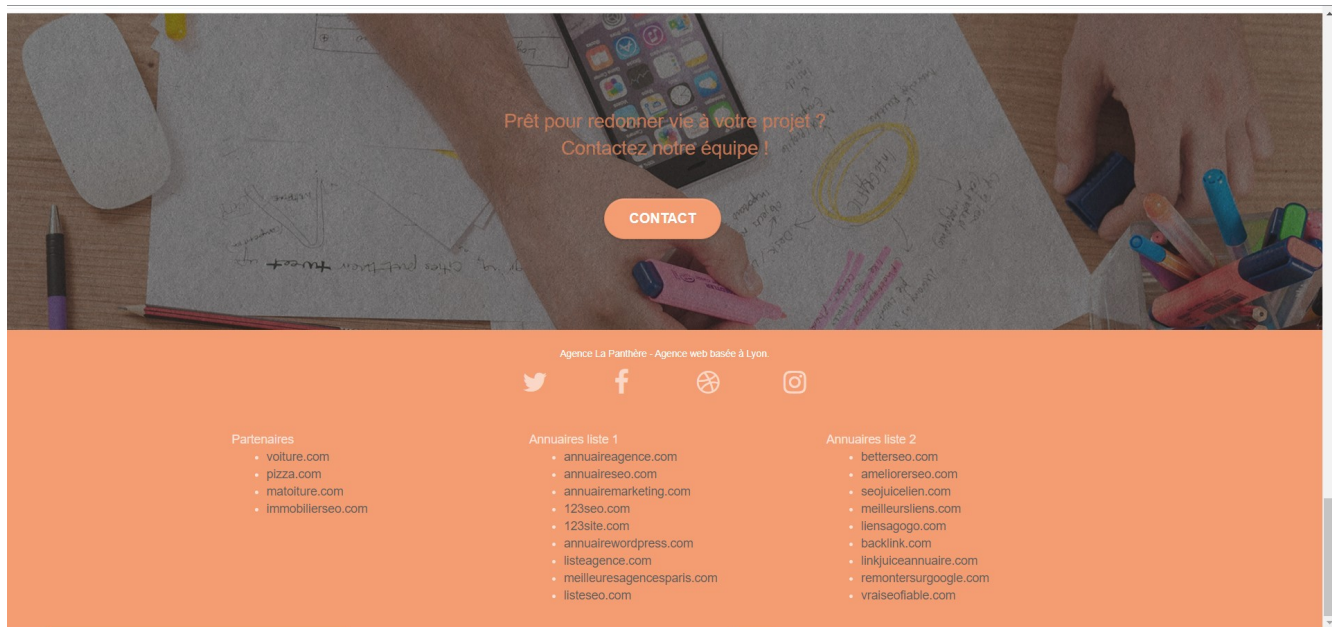 Prêt pour redonner vie à votre projet ?
Contactez notre équipe !
CONTACT
Agence La Panthère - Agence web basée à Lyon.
Partenaires
voiture.com
pizza.com
matoiture.com
immobilierseo.com
Annuaires liste 1
annuaireagence.com
annuaireseo.com
annuairemarketing.com
123seo.com
123site.com
annuairewordpress.com
listeagence.com
meilleuresagencesparis.com
listeseo.com
Annuaires liste 2
betterseo.com
ameliorerseo.com
seojuicelien.com
meilleursliens.com
liensagogo.com
backlink.com
linkjuiceannuaire.com
remontersurgoogle.com
vraiseofiable.com